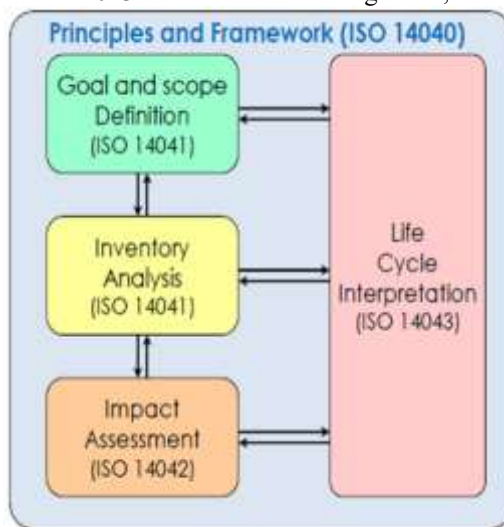 Principles and Framework (ISO 14040)
Goal and scope
Definition
(ISO 14041)
Inventory
Analysis
(ISO 14041)
Impact
Assessment
(ISO 14042)
Life
Cycle
Interpretation
(ISO 14043)